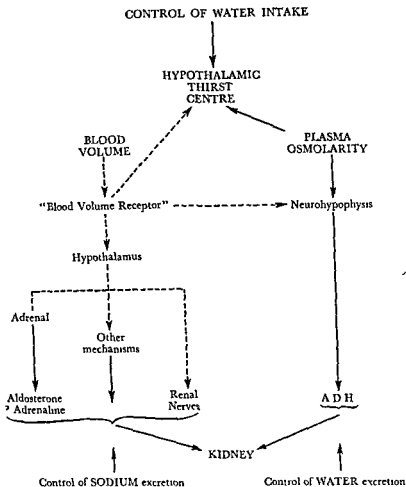 CONTROL OF WATER INTAKE
HYPOTHALAMIC
THIRST
CENTRE
BLOOD
VOLUME
PLASMA
OSMOLARITY
"Blood Volume Receptor"
Neurohypophysis
Hypothalamus
Adrenal
Other
mechanisms
Aldosterone
? Adrenaline
Renal
Nerves
A D H
KIDNEY
Control of SODIUM excretion
Control of WATER excretion